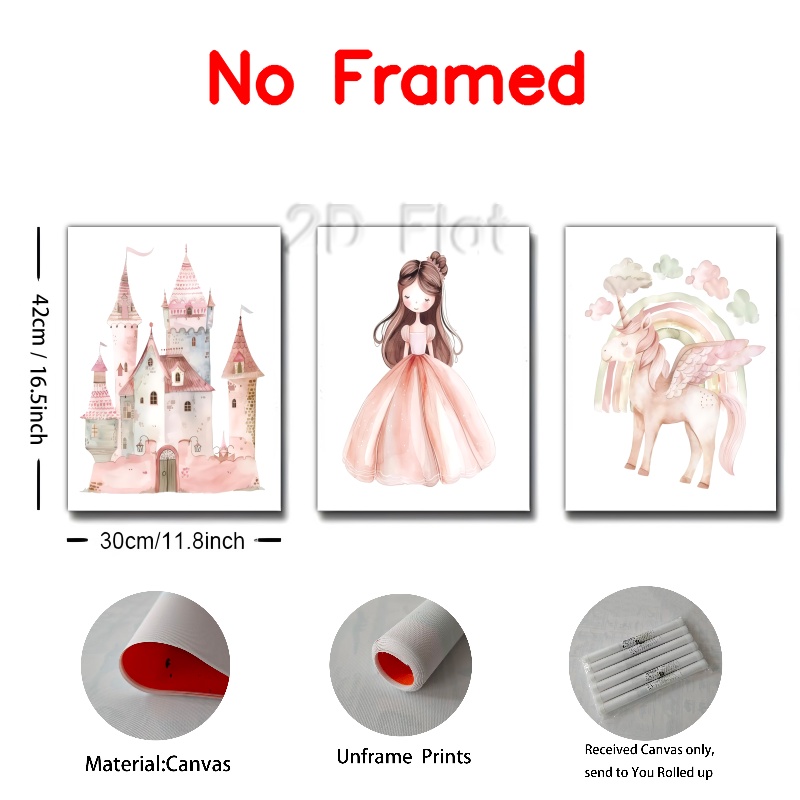 No Framed
2D Flat
42cm / 16.5inch
30cm/11.8inch
Material:Canvas
Unframe Prints
Received Canvas only,
send to You Rolled up